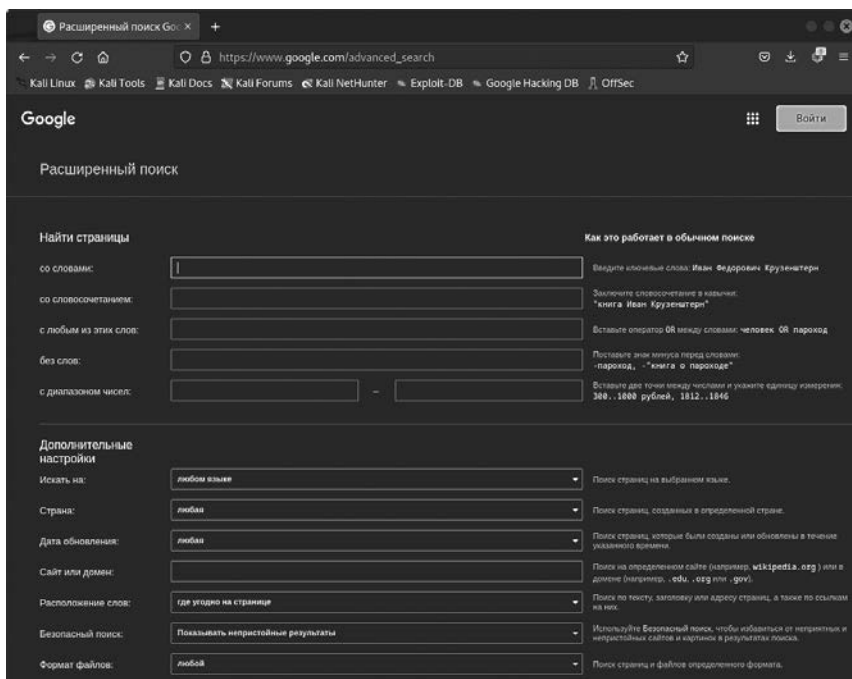 Расширенный поиск Goo
https://www.google.com/advanced_search
Kali Linux Kali Tools Kali Docs Kali Forums Kali NetHunter Exploit-DB Google Hacking DB OffSec
Google Войти
Расширенный поиск
Найти страницы Как это работает в обычном поиске
со словами: Введите ключевые слова: Иван Федорович Крузенштерн
со словосочетанием: Заключите словосочетание в кавычки:
"книга Иван Крузенштерн"
с любым из этих слов: Вставьте оператор OR между словами: человек OR пароход
без слов: Поставьте знак минуса перед словами:
-пароход, -"книга о пароходе"
с диапазоном чисел: – Вставьте две точки между числами и укажите единицу измерения:
300..1000 рублей, 1812..1846
Дополнительные
настройки
Искать на: любом языке Поиск страниц на выбранном языке.
Страна: любая Поиск страниц, созданных в определенной стране.
Дата обновления: любая Поиск страниц, которые были созданы или обновлены в течение
указанного времени.
Сайт или домен: Поиск на определенном сайте (например, wikipedia.org ) или в
домене (например, .edu, .org или .gov).
Расположение слов: где угодно на странице Поиск по тексту, заголовку или адресу страниц, а также по ссылкам
на них.
Безопасный поиск: Показывать непристойные результаты Используйте Безопасный поиск, чтобы избавиться от неприятных и
непристойных сайтов и картинок в результатах поиска.
Формат файлов: любой Поиск страниц и файлов определенного формата.